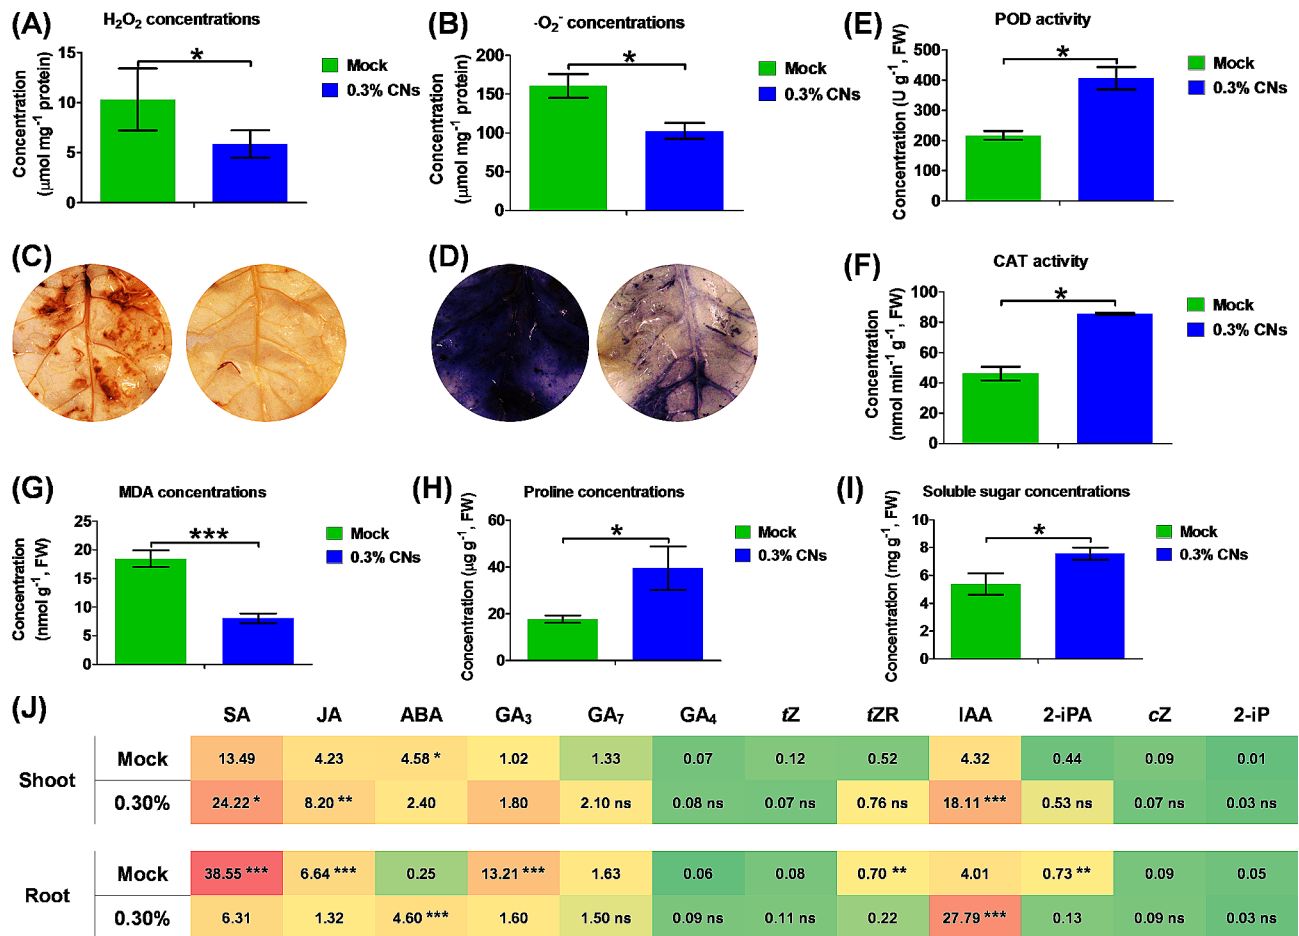 (A)
H₂O₂ concentrations
Concentration
(µmol mg⁻¹ protein)
15
10
5
0
*
Mock
0.3% CNs
(B)
·O₂⁻ concentrations
Concentration
(µmol mg⁻¹ protein)
200
150
100
50
0
*
Mock
0.3% CNs
(E)
POD activity
Concentration (U g⁻¹, FW)
500
400
300
200
100
0
*
Mock
0.3% CNs
(C)
(D)
(F)
CAT activity
Concentration
(nmol min⁻¹ g⁻¹, FW)
100
80
60
40
20
0
*
Mock
0.3% CNs
(G)
MDA concentrations
Concentration
(nmol g⁻¹, FW)
25
20
15
10
5
0
***
Mock
0.3% CNs
(H)
Proline concentrations
Concentration (µg g⁻¹, FW)
60
40
20
0
*
Mock
0.3% CNs
(I)
Soluble sugar concentrations
Concentration (mg g⁻¹, FW)
10
8
6
4
2
0
*
Mock
0.3% CNs
(J)
SA JA ABA GA₃ GA₇ GA₄ tZ tZR IAA 2-iPA cZ 2-iP
Shoot
Mock 13.49 4.23 4.58 * 1.02 1.33 0.07 0.12 0.52 4.32 0.44 0.09 0.01
0.30% 24.22 * 8.20 ** 2.40 1.80 2.10 ns 0.08 ns 0.07 ns 0.76 ns 18.11 *** 0.53 ns 0.07 ns 0.03 ns
Root
Mock 38.55 *** 6.64 *** 0.25 13.21 *** 1.63 0.06 0.08 0.70 ** 4.01 0.73 ** 0.09 0.05
0.30% 6.31 1.32 4.60 *** 1.60 1.50 ns 0.09 ns 0.11 ns 0.22 27.79 *** 0.13 0.09 ns 0.03 ns